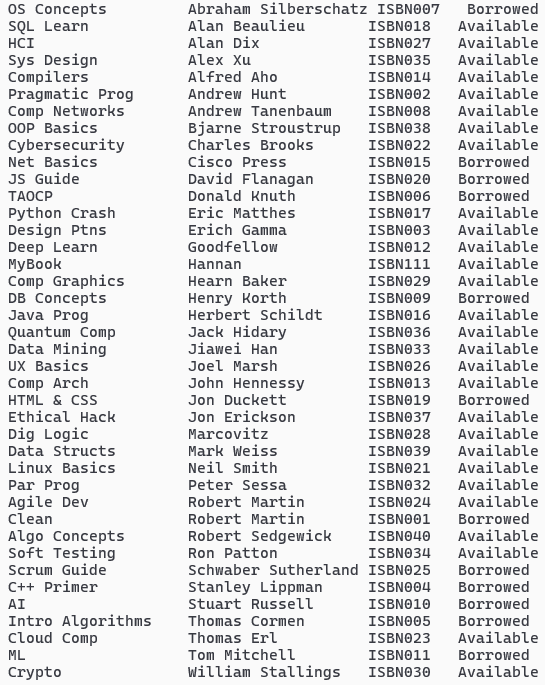 OS Concepts Abraham Silberschatz ISBN007 Borrowed
SQL Learn Alan Beaulieu ISBN018 Available
HCI Alan Dix ISBN027 Available
Sys Design Alex Xu ISBN035 Available
Compilers Alfred Aho ISBN014 Available
Pragmatic Prog Andrew Hunt ISBN002 Available
Comp Networks Andrew Tanenbaum ISBN008 Available
OOP Basics Bjarne Stroustrup ISBN038 Available
Cybersecurity Charles Brooks ISBN022 Available
Net Basics Cisco Press ISBN015 Borrowed
JS Guide David Flanagan ISBN020 Borrowed
TAOCP Donald Knuth ISBN006 Borrowed
Python Crash Eric Matthes ISBN017 Available
Design Ptns Erich Gamma ISBN003 Available
Deep Learn Goodfellow ISBN012 Available
MyBook Hannan ISBN111 Available
Comp Graphics Hearn Baker ISBN029 Available
DB Concepts Henry Korth ISBN009 Borrowed
Java Prog Herbert Schildt ISBN016 Available
Quantum Comp Jack Hidary ISBN036 Available
Data Mining Jiawei Han ISBN033 Available
UX Basics Joel Marsh ISBN026 Available
Comp Arch John Hennessy ISBN013 Available
HTML & CSS Jon Duckett ISBN019 Borrowed
Ethical Hack Jon Erickson ISBN037 Available
Dig Logic Marcovitz ISBN028 Available
Data Structs Mark Weiss ISBN039 Available
Linux Basics Neil Smith ISBN021 Available
Par Prog Peter Sessa ISBN032 Available
Agile Dev Robert Martin ISBN024 Available
Clean Robert Martin ISBN001 Borrowed
Algo Concepts Robert Sedgewick ISBN040 Available
Soft Testing Ron Patton ISBN034 Available
Scrum Guide Schwaber Sutherland ISBN025 Borrowed
C++ Primer Stanley Lippman ISBN004 Borrowed
AI Stuart Russell ISBN010 Borrowed
Intro Algorithms Thomas Cormen ISBN005 Borrowed
Cloud Comp Thomas Erl ISBN023 Available
ML Tom Mitchell ISBN011 Borrowed
Crypto William Stallings ISBN030 Available